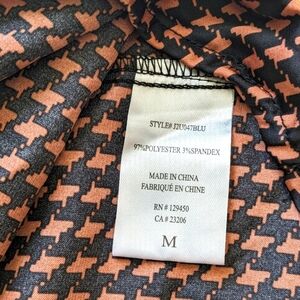 STYLE# J2U047BLU
97%POLYESTER 3%SPANDEX
MADE IN CHINA
FABRIQUÉ EN CHINE
RN # 129450
CA # 23206
M